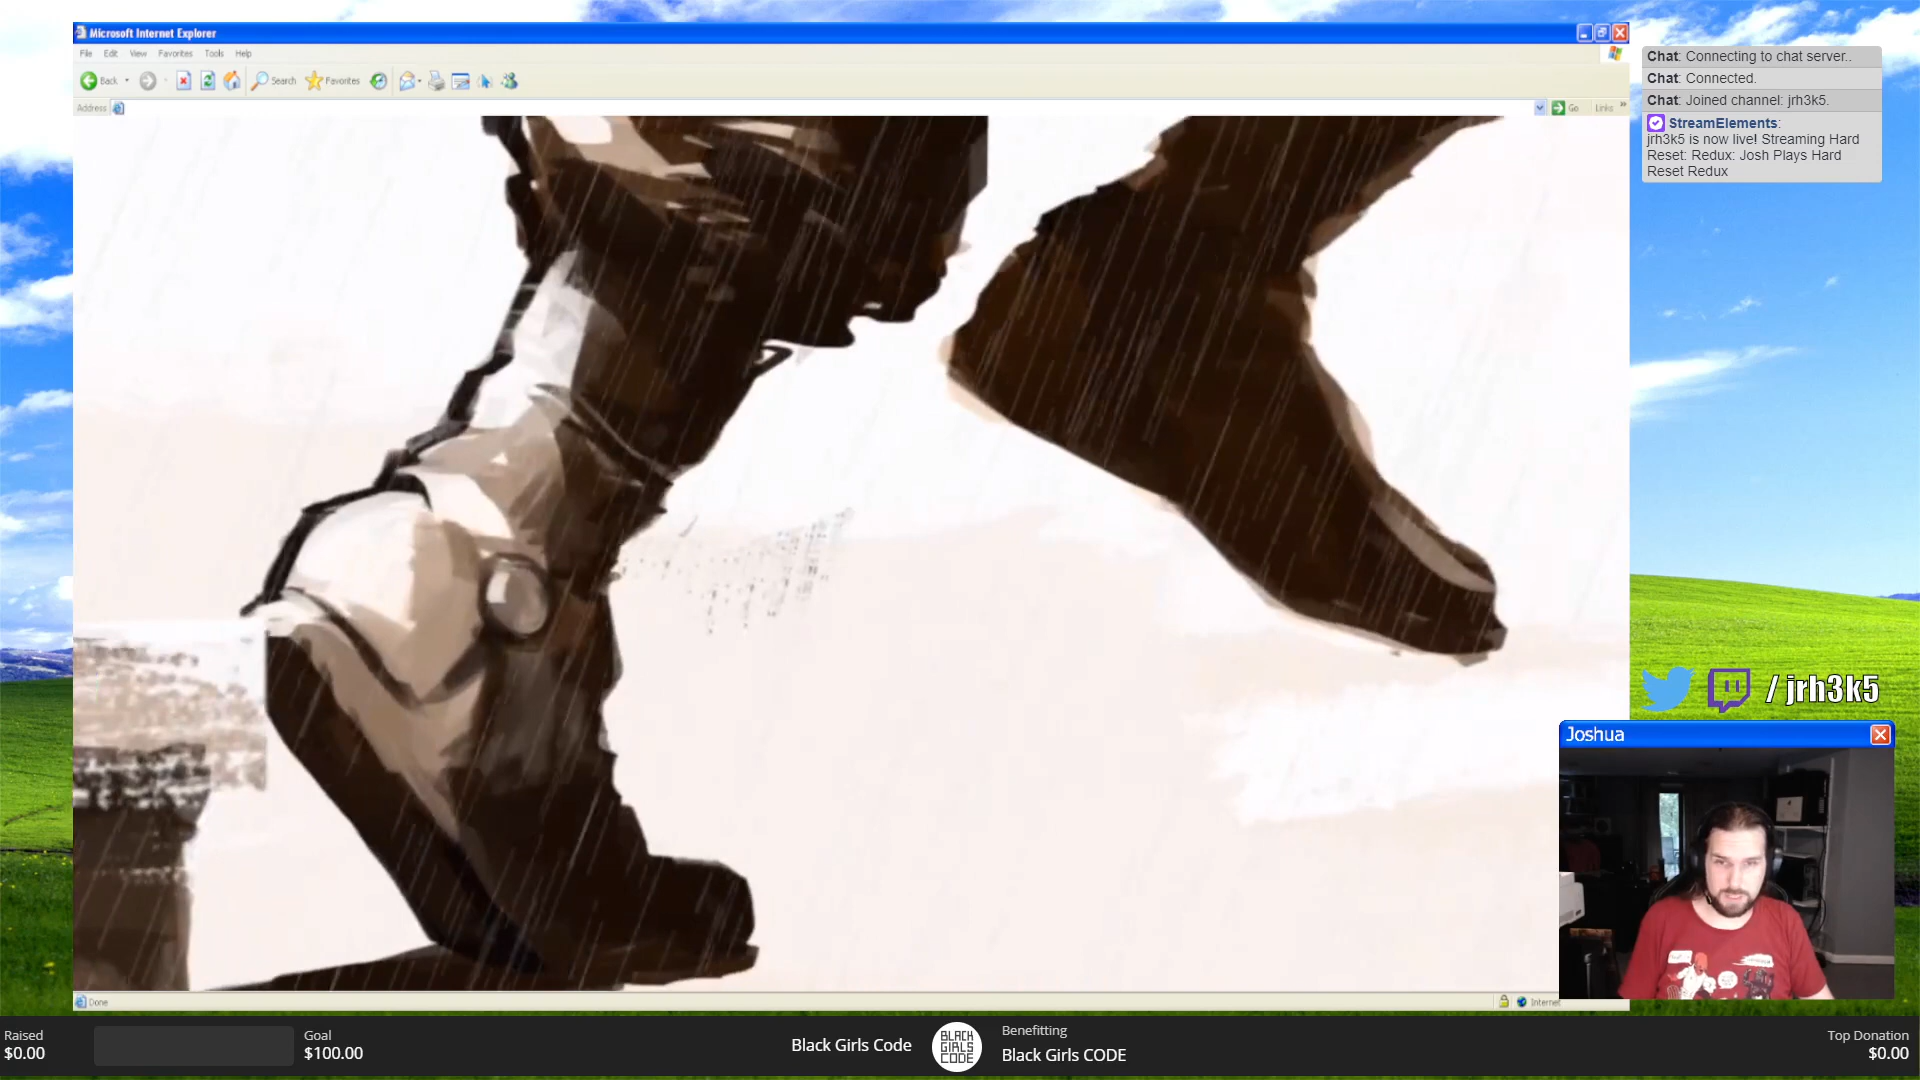 Microsoft Internet Explorer
File Edit View Favorites Tools Help
Back Search Favorites
Address Go Links »
Chat: Connecting to chat server..
Chat: Connected.
Chat: Joined channel: jrh3k5.
StreamElements:
jrh3k5 is now live! Streaming Hard
Reset: Redux: Josh Plays Hard
Reset Redux
/ jrh3k5
Joshua
Done
Internet
Raised
$0.00
Goal
$100.00
Black Girls Code
BLACK
GIRLS
CODE
Benefitting
Black Girls CODE
Top Donation
$0.00